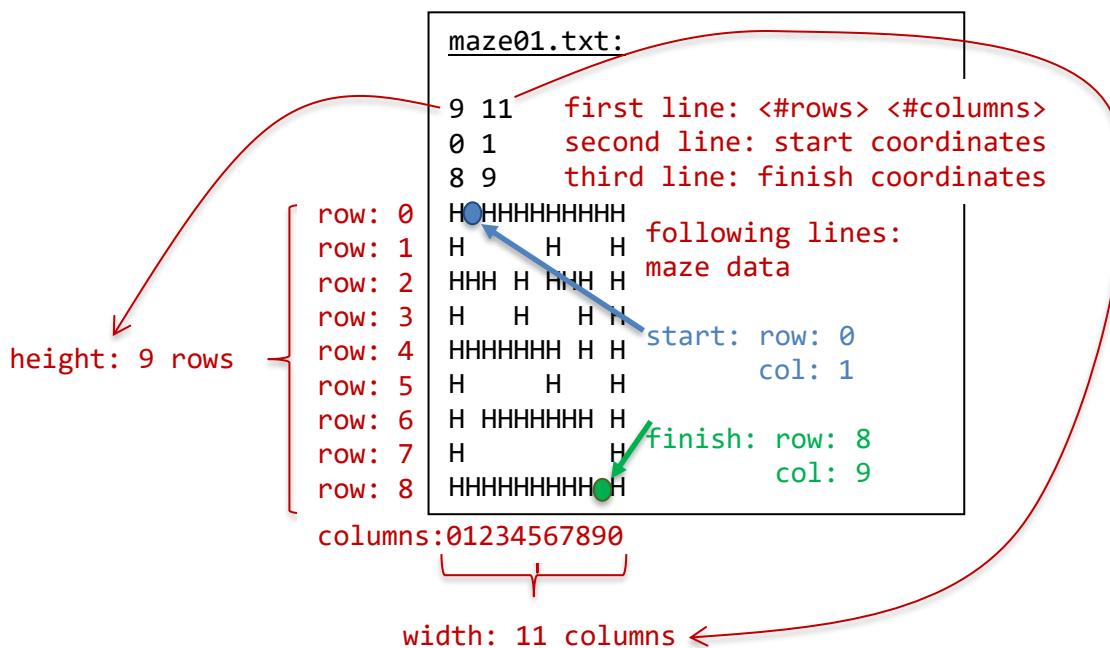 maze01.txt:
9 11 first line: <#rows> <#columns>
0 1 second line: start coordinates
8 9 third line: finish coordinates
row: 0 H HHHHHHHHH
following lines:
row: 1 H     H   H
maze data
row: 2 HHH H HHH H
row: 3 H   H   H H
start: row: 0
height: 9 rows
row: 4 HHHHHHH H H
col: 1
row: 5 H     H   H
row: 6 H HHHHHHH H
finish: row: 8
row: 7 H         H
col: 9
row: 8 HHHHHHHHH H
columns:01234567890
width: 11 columns